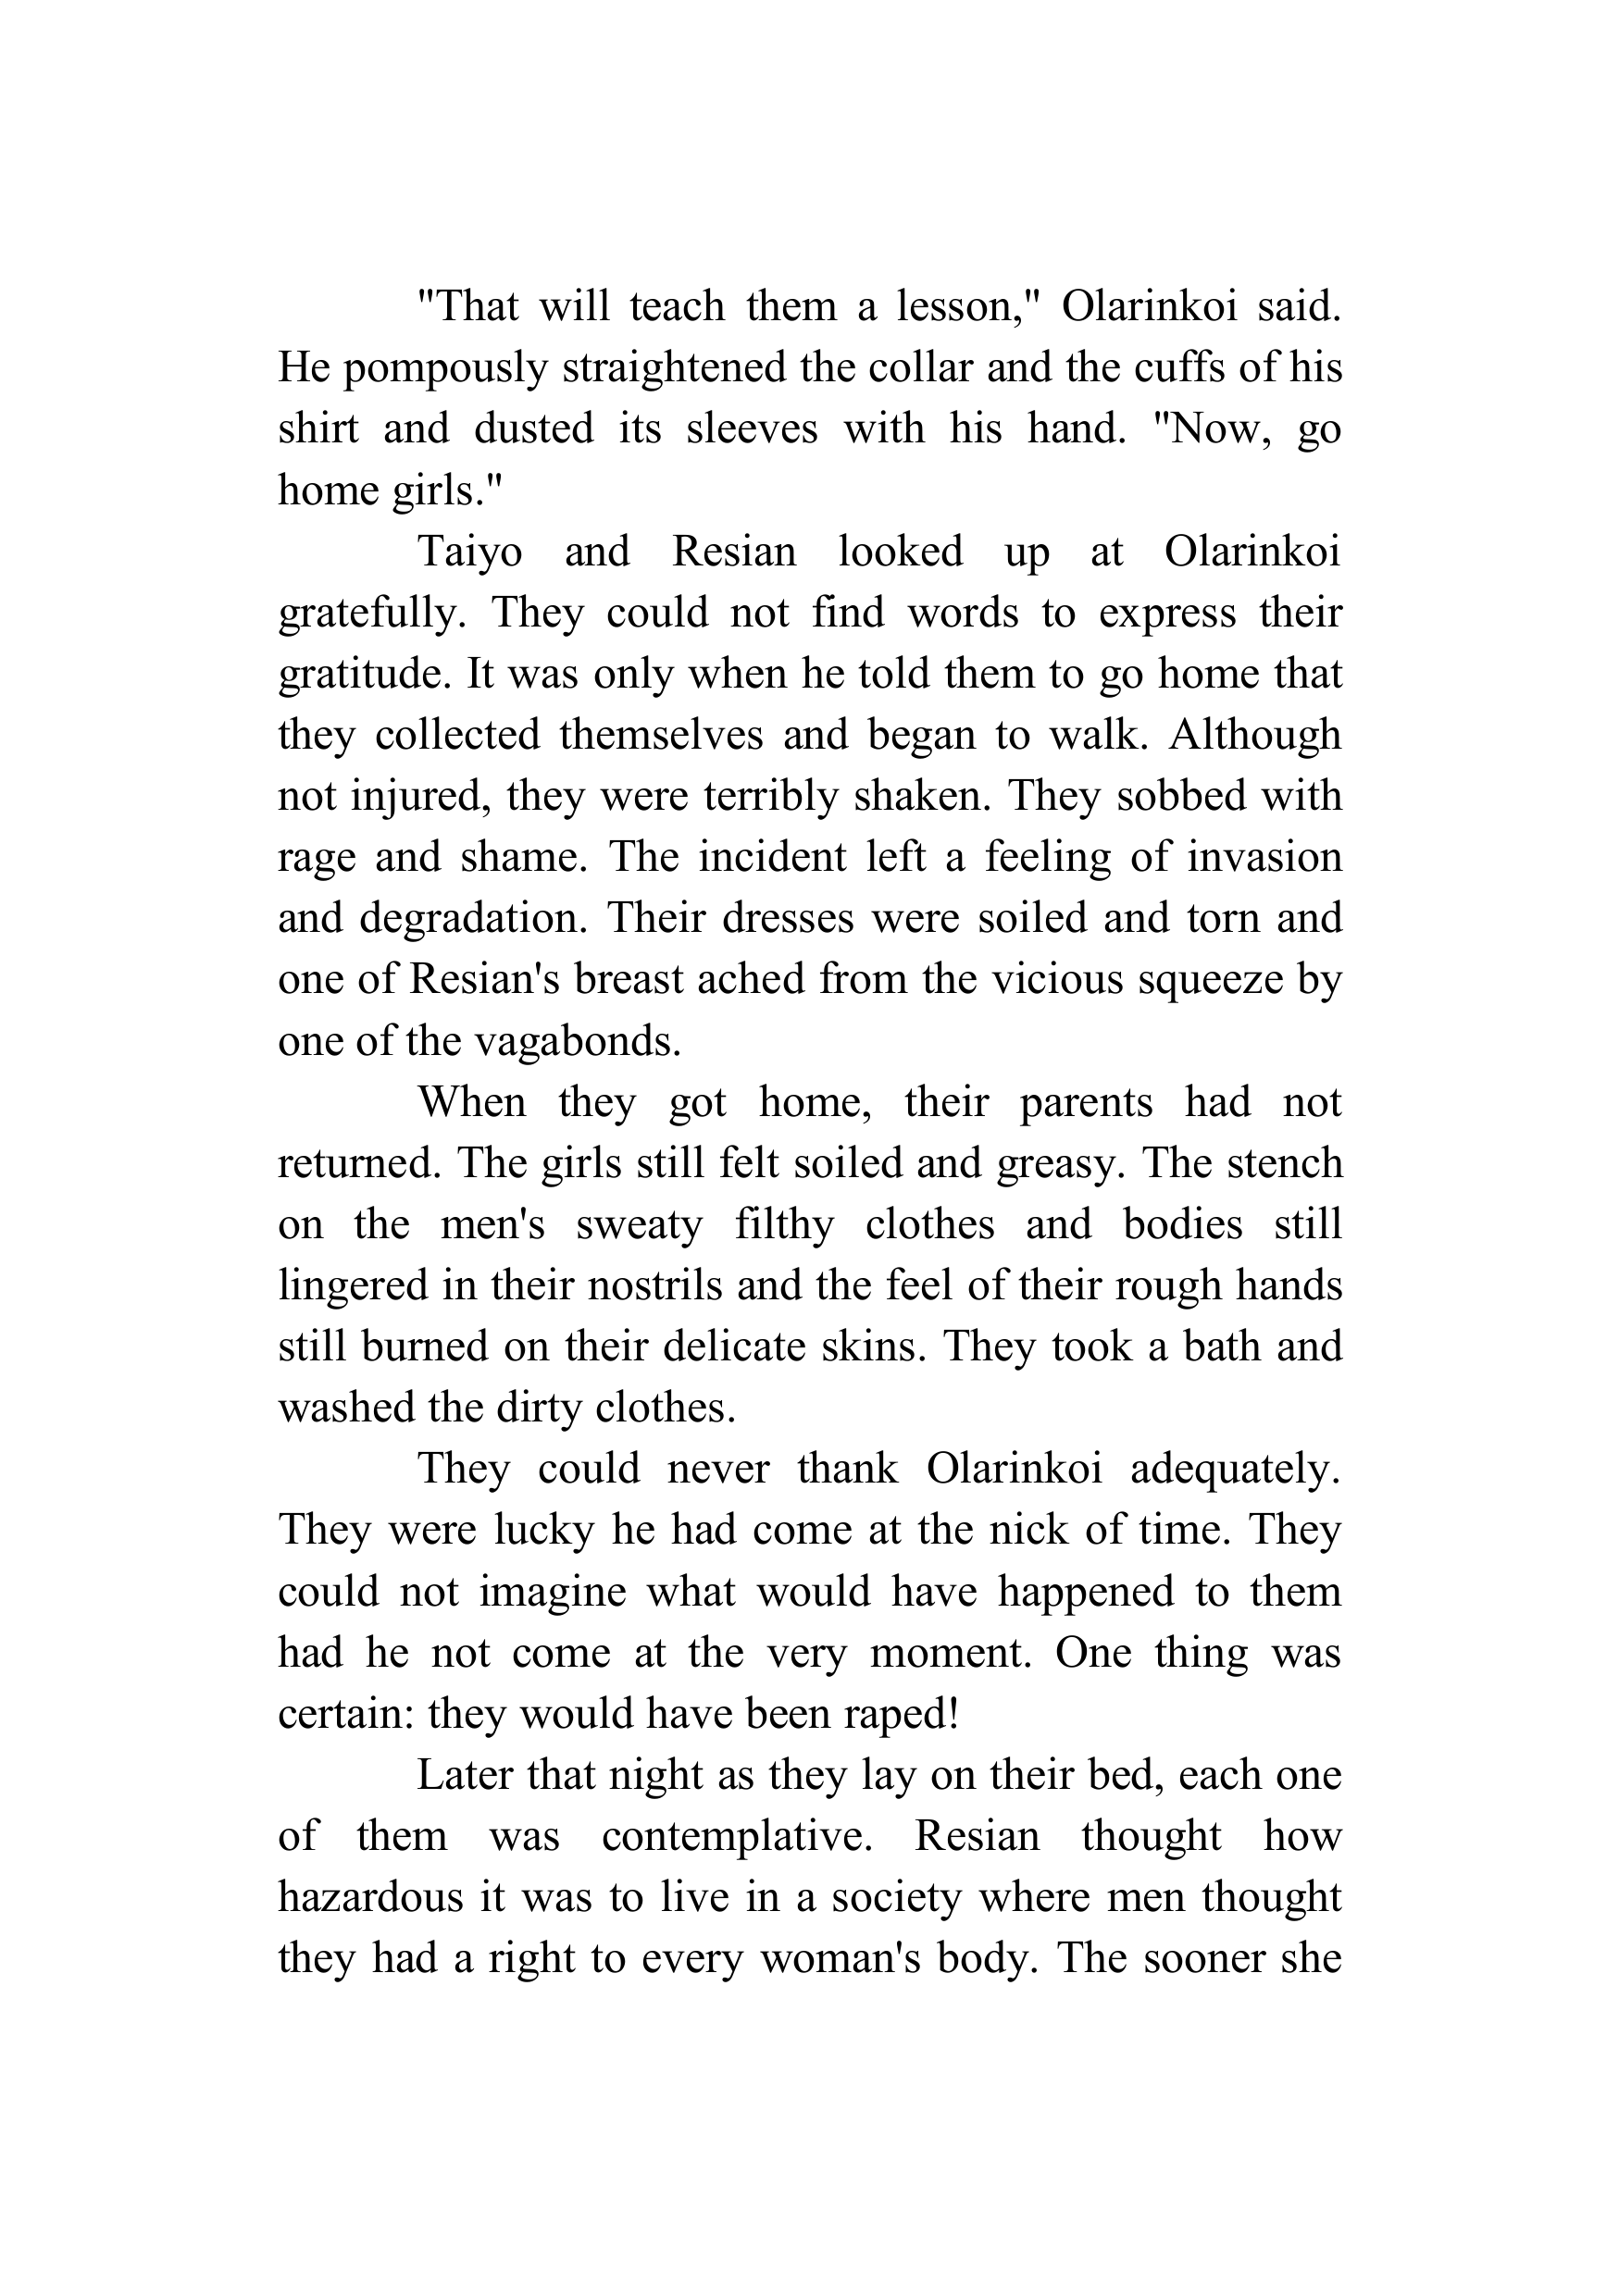 "That will teach them a lesson," Olarinkoi said.
He pompously straightened the collar and the cuffs of his
shirt and dusted its sleeves with his hand. "Now, go
home girls."
Taiyo and Resian looked up at Olarinkoi
gratefully. They could not find words to express their
gratitude. It was only when he told them to go home that
they collected themselves and began to walk. Although
not injured, they were terribly shaken. They sobbed with
rage and shame. The incident left a feeling of invasion
and degradation. Their dresses were soiled and torn and
one of Resian's breast ached from the vicious squeeze by
one of the vagabonds.
When they got home, their parents had not
returned. The girls still felt soiled and greasy. The stench
on the men's sweaty filthy clothes and bodies still
lingered in their nostrils and the feel of their rough hands
still burned on their delicate skins. They took a bath and
washed the dirty clothes.
They could never thank Olarinkoi adequately.
They were lucky he had come at the nick of time. They
could not imagine what would have happened to them
had he not come at the very moment. One thing was
certain: they would have been raped!
Later that night as they lay on their bed, each one
of them was contemplative. Resian thought how
hazardous it was to live in a society where men thought
they had a right to every woman's body. The sooner she